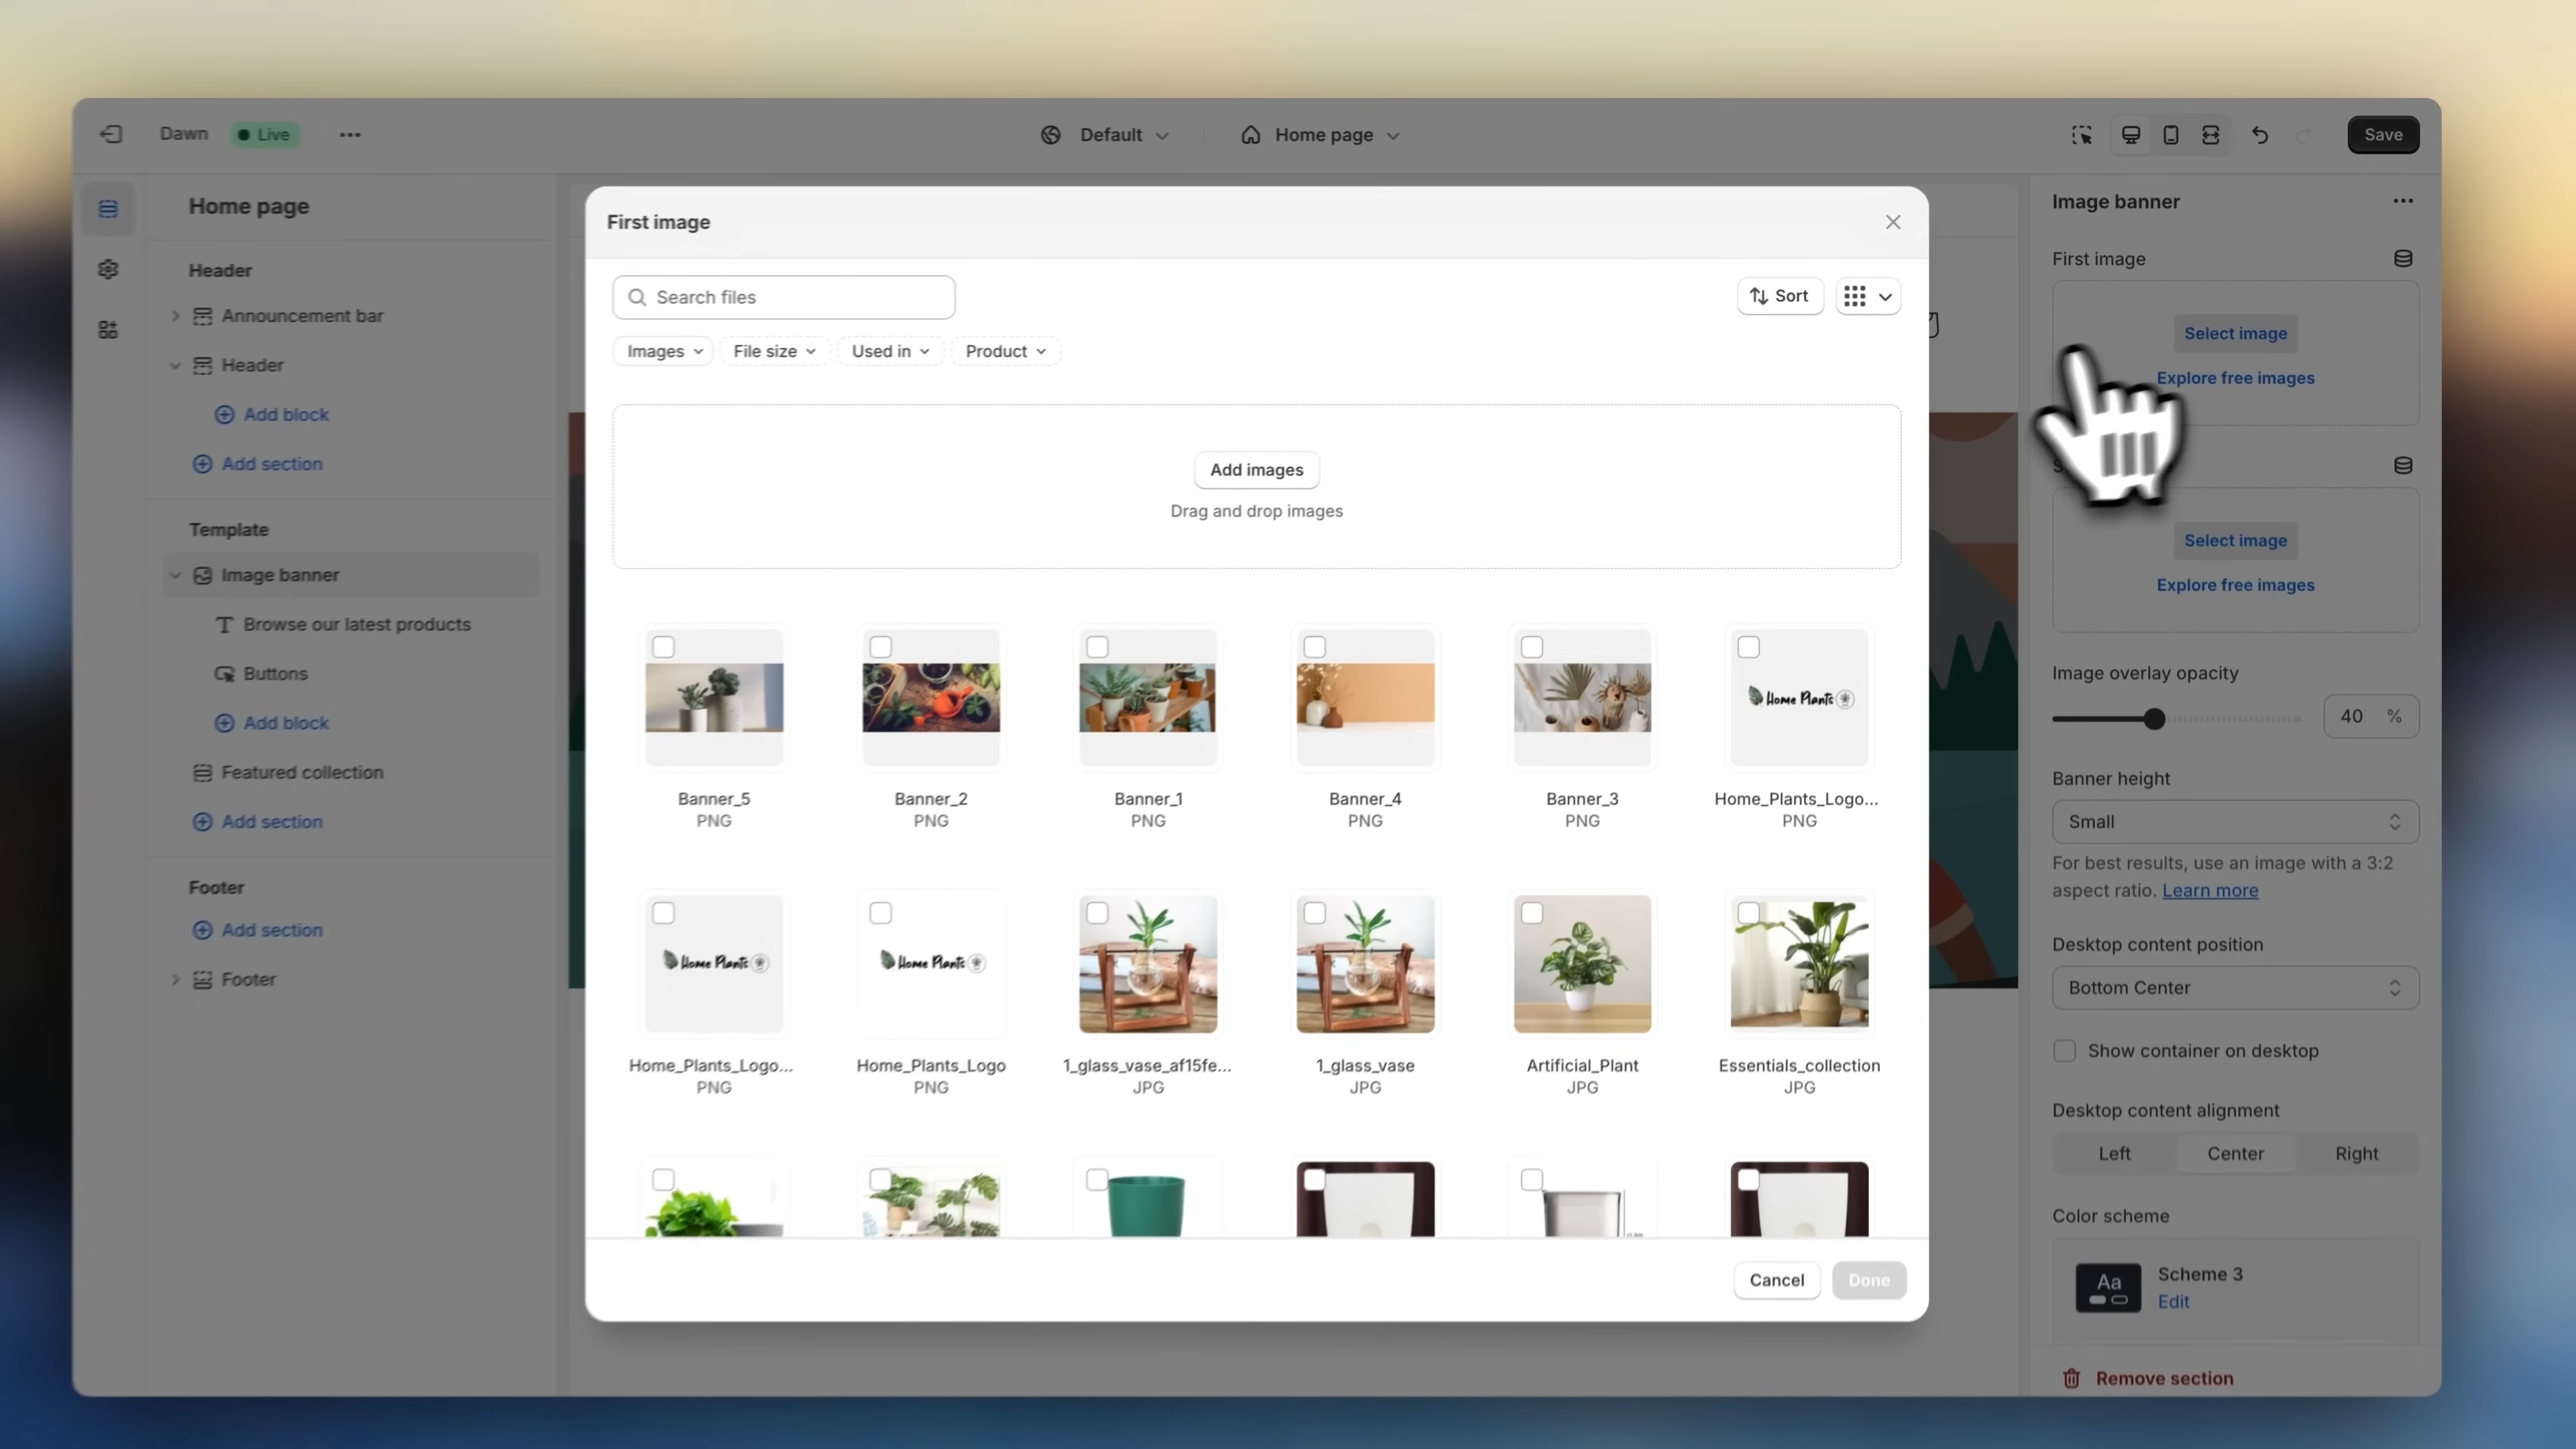 Dawn
Live
Default
Home page
Save
Home page
Header
Announcement bar
Header
Add block
Add section
Template
Image banner
Browse our latest products
Buttons
Add block
Featured collection
Add section
Footer
Add section
Footer
First image
Search files
Sort
Images
File size
Used in
Product
Add images
Drag and drop images
Home Plants
Banner_5
PNG
Banner_2
PNG
Banner_1
PNG
Banner_4
PNG
Banner_3
PNG
Home_Plants_Logo...
PNG
Home Plants
Home Plants
Home_Plants_Logo...
PNG
Home_Plants_Logo
PNG
1_glass_vase_af15fe...
JPG
1_glass_vase
JPG
Artificial_Plant
JPG
Essentials_collection
JPG
Cancel
Done
Image banner
First image
Select image
Explore free images
Select image
Explore free images
Image overlay opacity
40 %
Banner height
Small
For best results, use an image with a 3:2
aspect ratio. Learn more
Desktop content position
Bottom Center
Show container on desktop
Desktop content alignment
Left
Center
Right
Color scheme
Aa
Scheme 3
Edit
Remove section